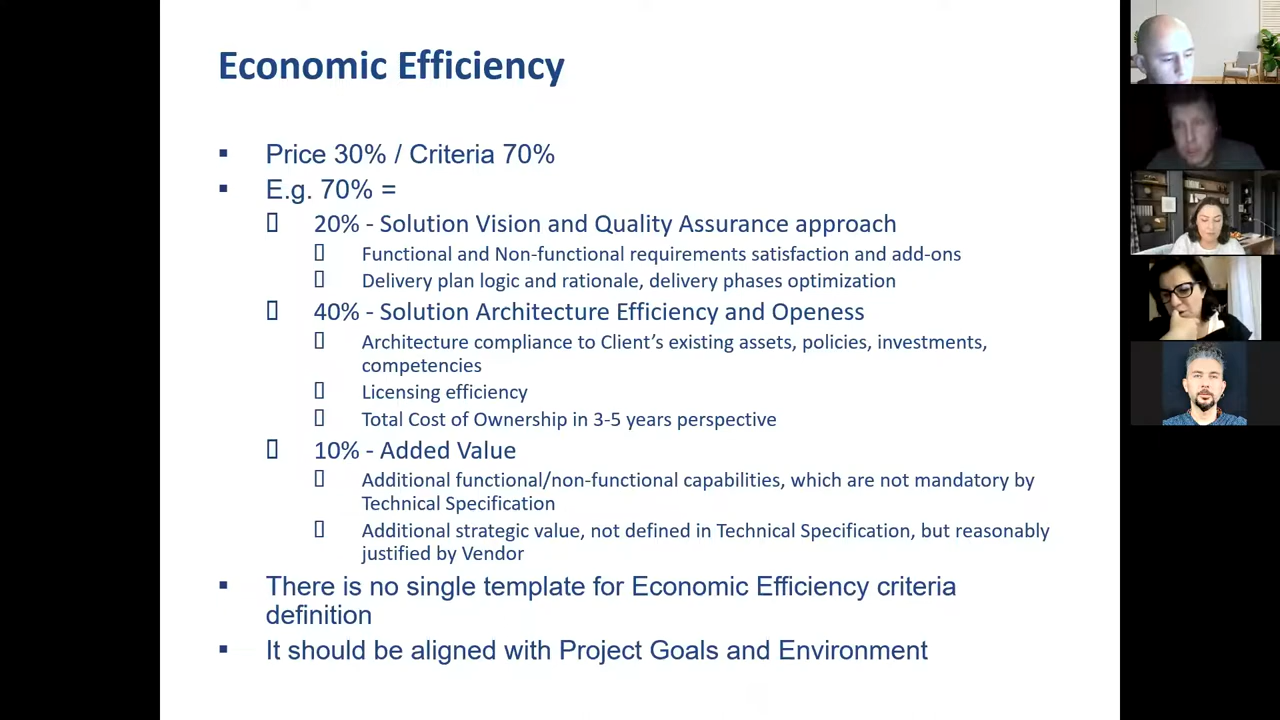 Economic Efficiency
▪ Price 30% / Criteria 70%
▪ E.g. 70% =
▯ 20% - Solution Vision and Quality Assurance approach
▯ Functional and Non-functional requirements satisfaction and add-ons
▯ Delivery plan logic and rationale, delivery phases optimization
▯ 40% - Solution Architecture Efficiency and Openess
▯ Architecture compliance to Client's existing assets, policies, investments,
competencies
▯ Licensing efficiency
▯ Total Cost of Ownership in 3-5 years perspective
▯ 10% - Added Value
▯ Additional functional/non-functional capabilities, which are not mandatory by
Technical Specification
▯ Additional strategic value, not defined in Technical Specification, but reasonably
justified by Vendor
▪ There is no single template for Economic Efficiency criteria
definition
▪ It should be aligned with Project Goals and Environment